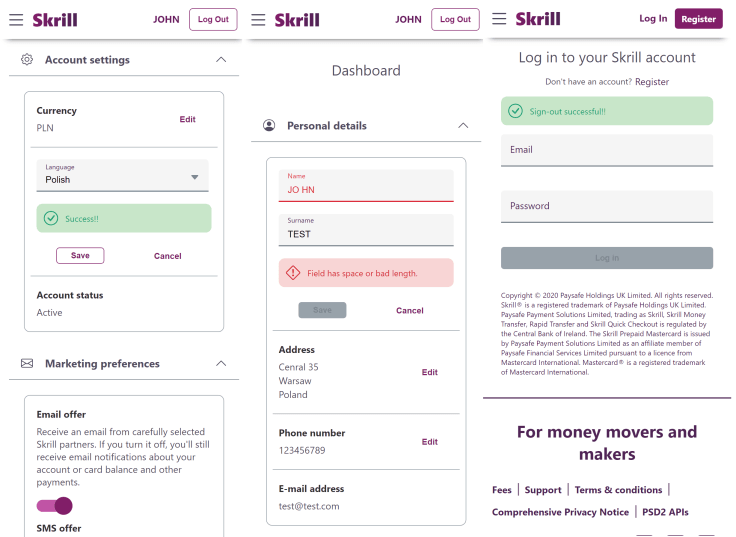 Skrill
JOHN
Log Out
Account settings
Currency
PLN
Edit
Language
Polish
Success!!
Save
Cancel
Account status
Active
Marketing preferences
Email offer
Receive an email from carefully selected
Skrill partners. If you turn it off, you'll still
receive email notifications about your
account or card balance and other
payments.
SMS offer
Skrill
JOHN
Log Out
Dashboard
Personal details
Name
JO HN
Surname
TEST
Field has space or bad length.
Save
Cancel
Address
Cenral 35
Warsaw
Poland
Edit
Phone number
123456789
Edit
E-mail address
test@test.com
Skrill
Log In
Register
Log in to your Skrill account
Don't have an account? Register
Sign-out successful!!
Email
Password
Log in
Copyright © 2020 Paysafe Holdings UK Limited. All rights reserved.
Skrill® is a registered trademark of Paysafe Holdings UK Limited.
Paysafe Payment Solutions Limited, trading as Skrill, Skrill Money
Transfer, Rapid Transfer and Skrill Quick Checkout is regulated by
the Central Bank of Ireland. The Skrill Prepaid Mastercard is issued
by Paysafe Payment Solutions Limited as an affiliate member of
Paysafe Financial Services Limited pursuant to a licence from
Mastercard International. Mastercard® is a registered trademark
of Mastercard International.
For money movers and
makers
Fees | Support | Terms & conditions |
Comprehensive Privacy Notice | PSD2 APIs